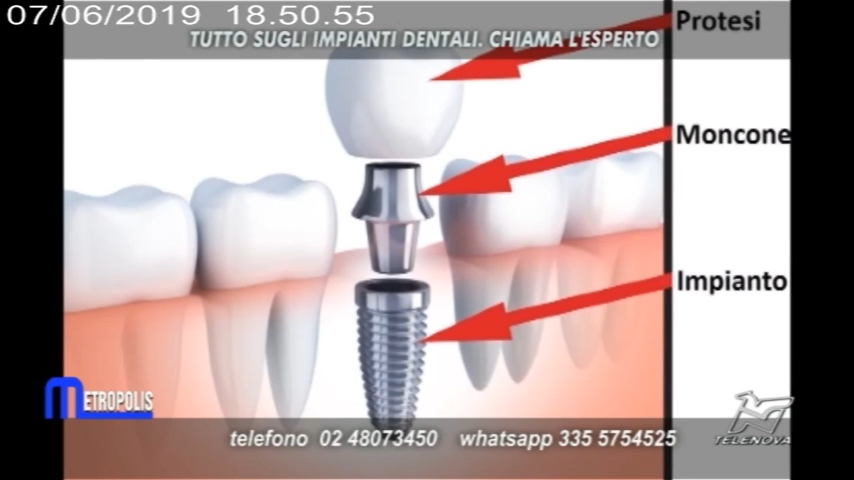 07/06/2019 18.50.55
TUTTO SUGLI IMPIANTI DENTALI. CHIAMA L'ESPERTO
Protesi
Moncone
Impianto
METROPOLIS
telefono 02 48073450 whatsapp 335 5754525
TELENOVA